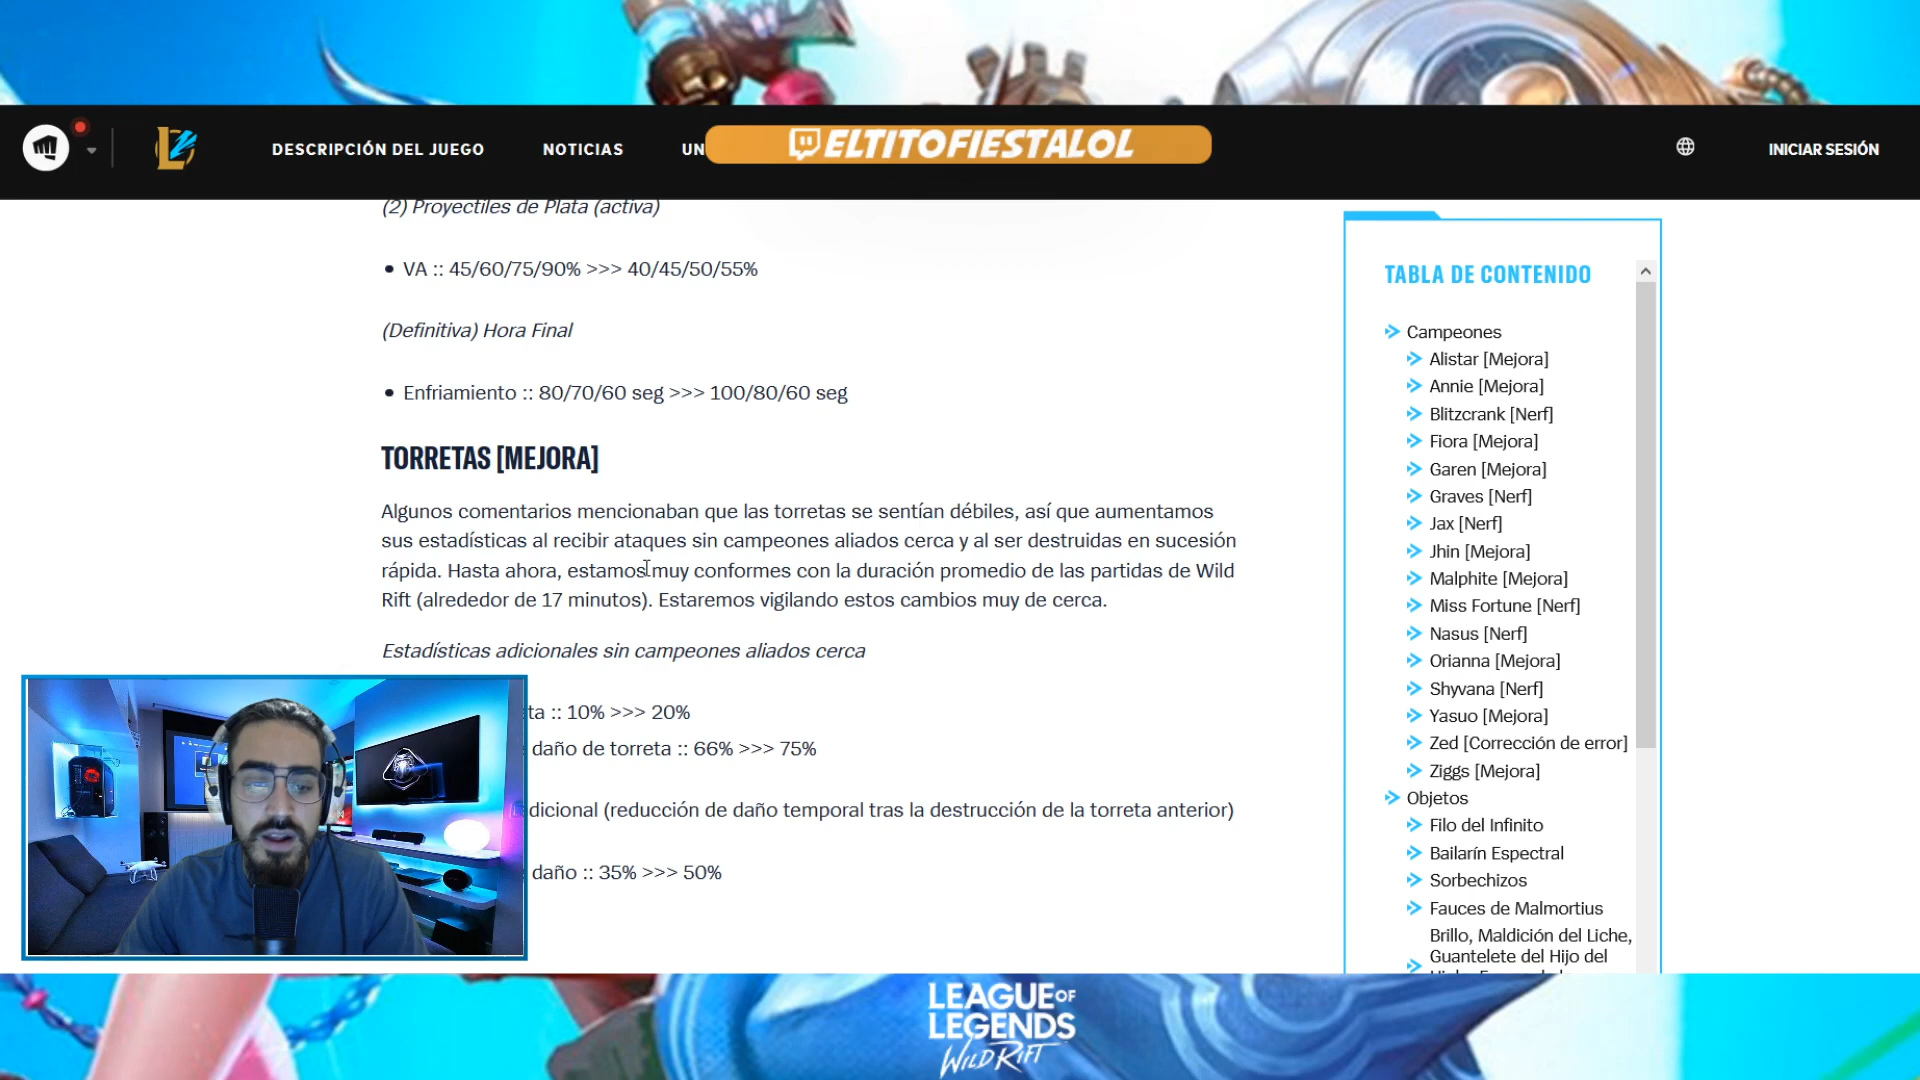 DESCRIPCIÓN DEL JUEGO
NOTICIAS
UN
ELTITOFIESTALOL
INICIAR SESIÓN
(2) Proyectiles de Plata (activa)
• VA :: 45/60/75/90% >>> 40/45/50/55%
(Definitiva) Hora Final
• Enfriamiento :: 80/70/60 seg >>> 100/80/60 seg
TORRETAS [MEJORA]
Algunos comentarios mencionaban que las torretas se sentían débiles, así que aumentamos
sus estadísticas al recibir ataques sin campeones aliados cerca y al ser destruidas en sucesión
rápida. Hasta ahora, estamos muy conformes con la duración promedio de las partidas de Wild
Rift (alrededor de 17 minutos). Estaremos vigilando estos cambios muy de cerca.
Estadísticas adicionales sin campeones aliados cerca
ta :: 10% >>> 20%
daño de torreta :: 66% >>> 75%
dicional (reducción de daño temporal tras la destrucción de la torreta anterior)
daño :: 35% >>> 50%
TABLA DE CONTENIDO
Campeones
Alistar [Mejora]
Annie [Mejora]
Blitzcrank [Nerf]
Fiora [Mejora]
Garen [Mejora]
Graves [Nerf]
Jax [Nerf]
Jhin [Mejora]
Malphite [Mejora]
Miss Fortune [Nerf]
Nasus [Nerf]
Orianna [Mejora]
Shyvana [Nerf]
Yasuo [Mejora]
Zed [Corrección de error]
Ziggs [Mejora]
Objetos
Filo del Infinito
Bailarín Espectral
Sorbechizos
Fauces de Malmortius
Brillo, Maldición del Liche,
Guantelete del Hijo del
LEAGUE OF
LEGENDS
WILD RIFT